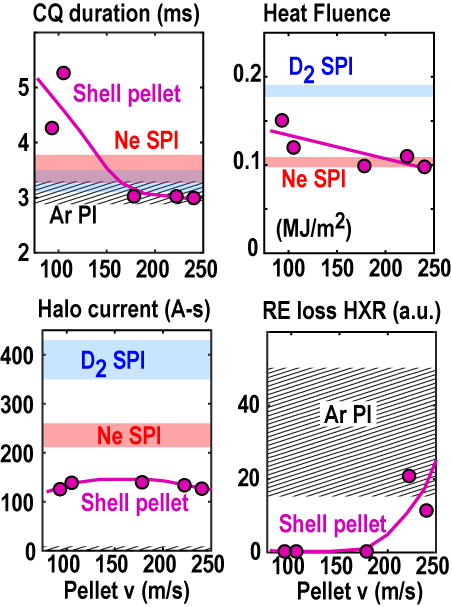 CQ duration (ms)
6
5
4
3
2
Shell pellet
Ne SPI
Ar PI
100 150 200 250
Heat Fluence
0.2
0.1
0
D2 SPI
Ne SPI
(MJ/m²)
100 150 200 250
Halo current (A-s)
400
300
200
100
0
D2 SPI
Ne SPI
Shell pellet
100 150 200 250
Pellet v (m/s)
RE loss HXR (a.u.)
40
20
0
Ar PI
Shell pellet
100 150 200 250
Pellet v (m/s)